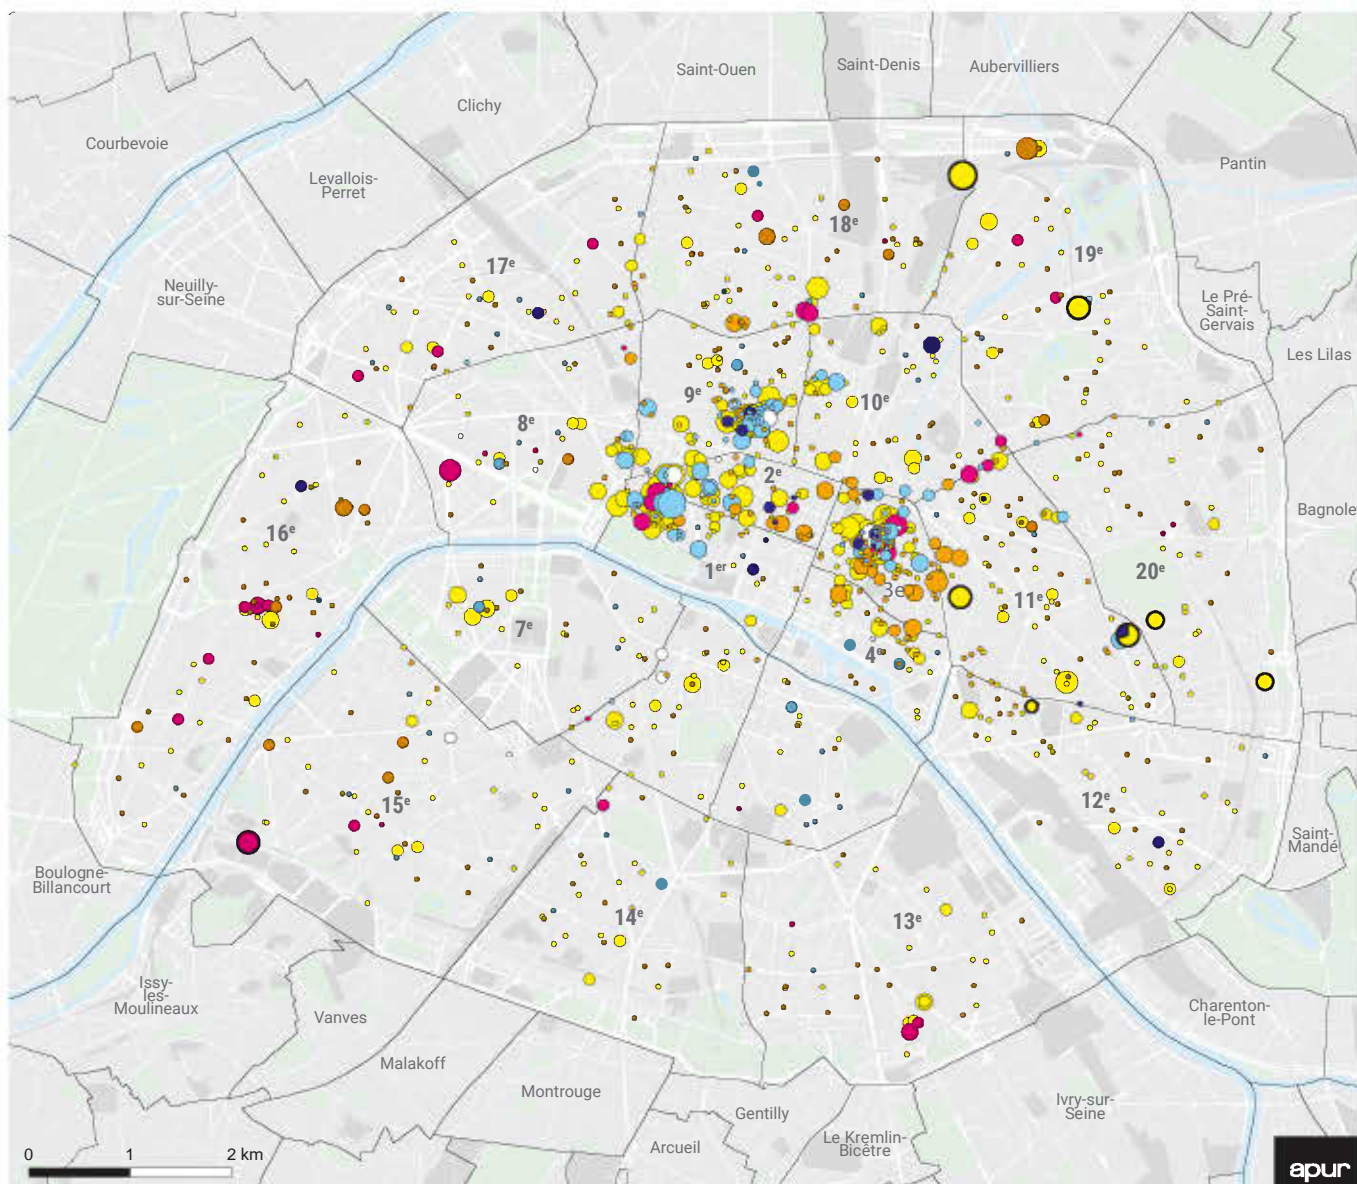 Saint-Ouen
Saint-Denis
Aubervilliers
Clichy
Courbevoie
Pantin
Levallois-
Perret
18e
19e
17e
Neuilly-
sur-Seine
Le Pré-
Saint-
Gervais
Les Lilas
9e
10e
8e
2e
Bagnole
16e
1er
20e
3e
11e
7e
4e
15e
12e
Saint-
Mandé
Boulogne-
Billancourt
14e
13e
Issy-
les-
Moulineaux
Vanves
Charenton-
le-Pont
Malakoff
Montrouge
Ivry-sur-
Seine
Gentilly
Arcueil
Le Kremlin-
Bicêtre
0 1 2 km
apur